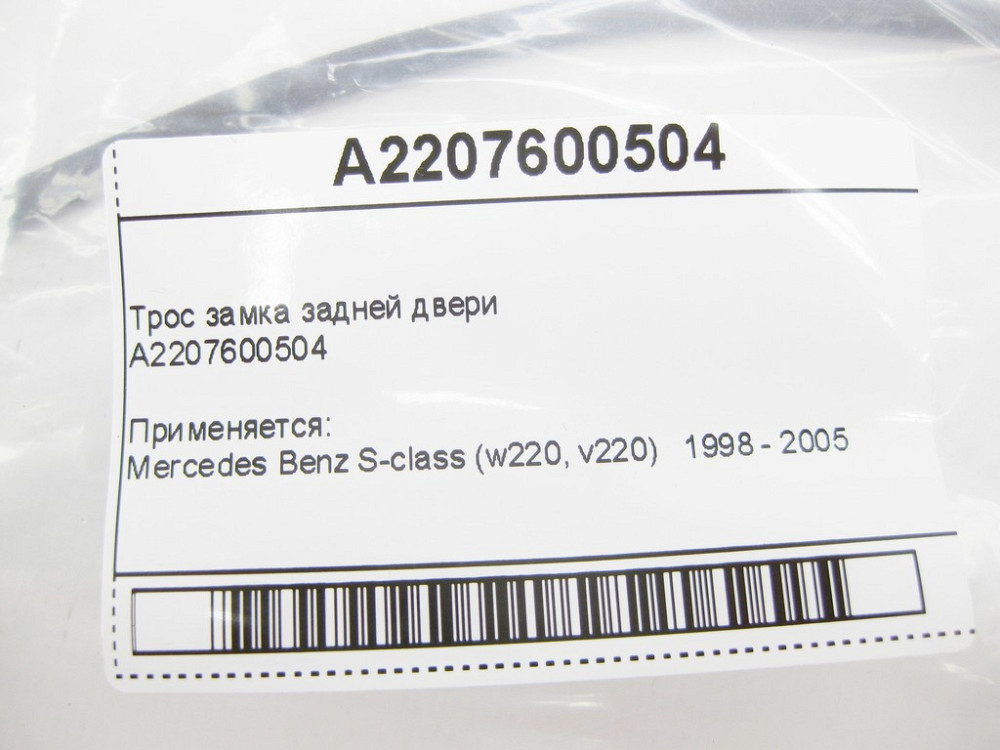 A2207600504
Трос замка задней двери
A2207600504
Применяется:
Mercedes Benz S-class (w220, v220) 1998 - 2005